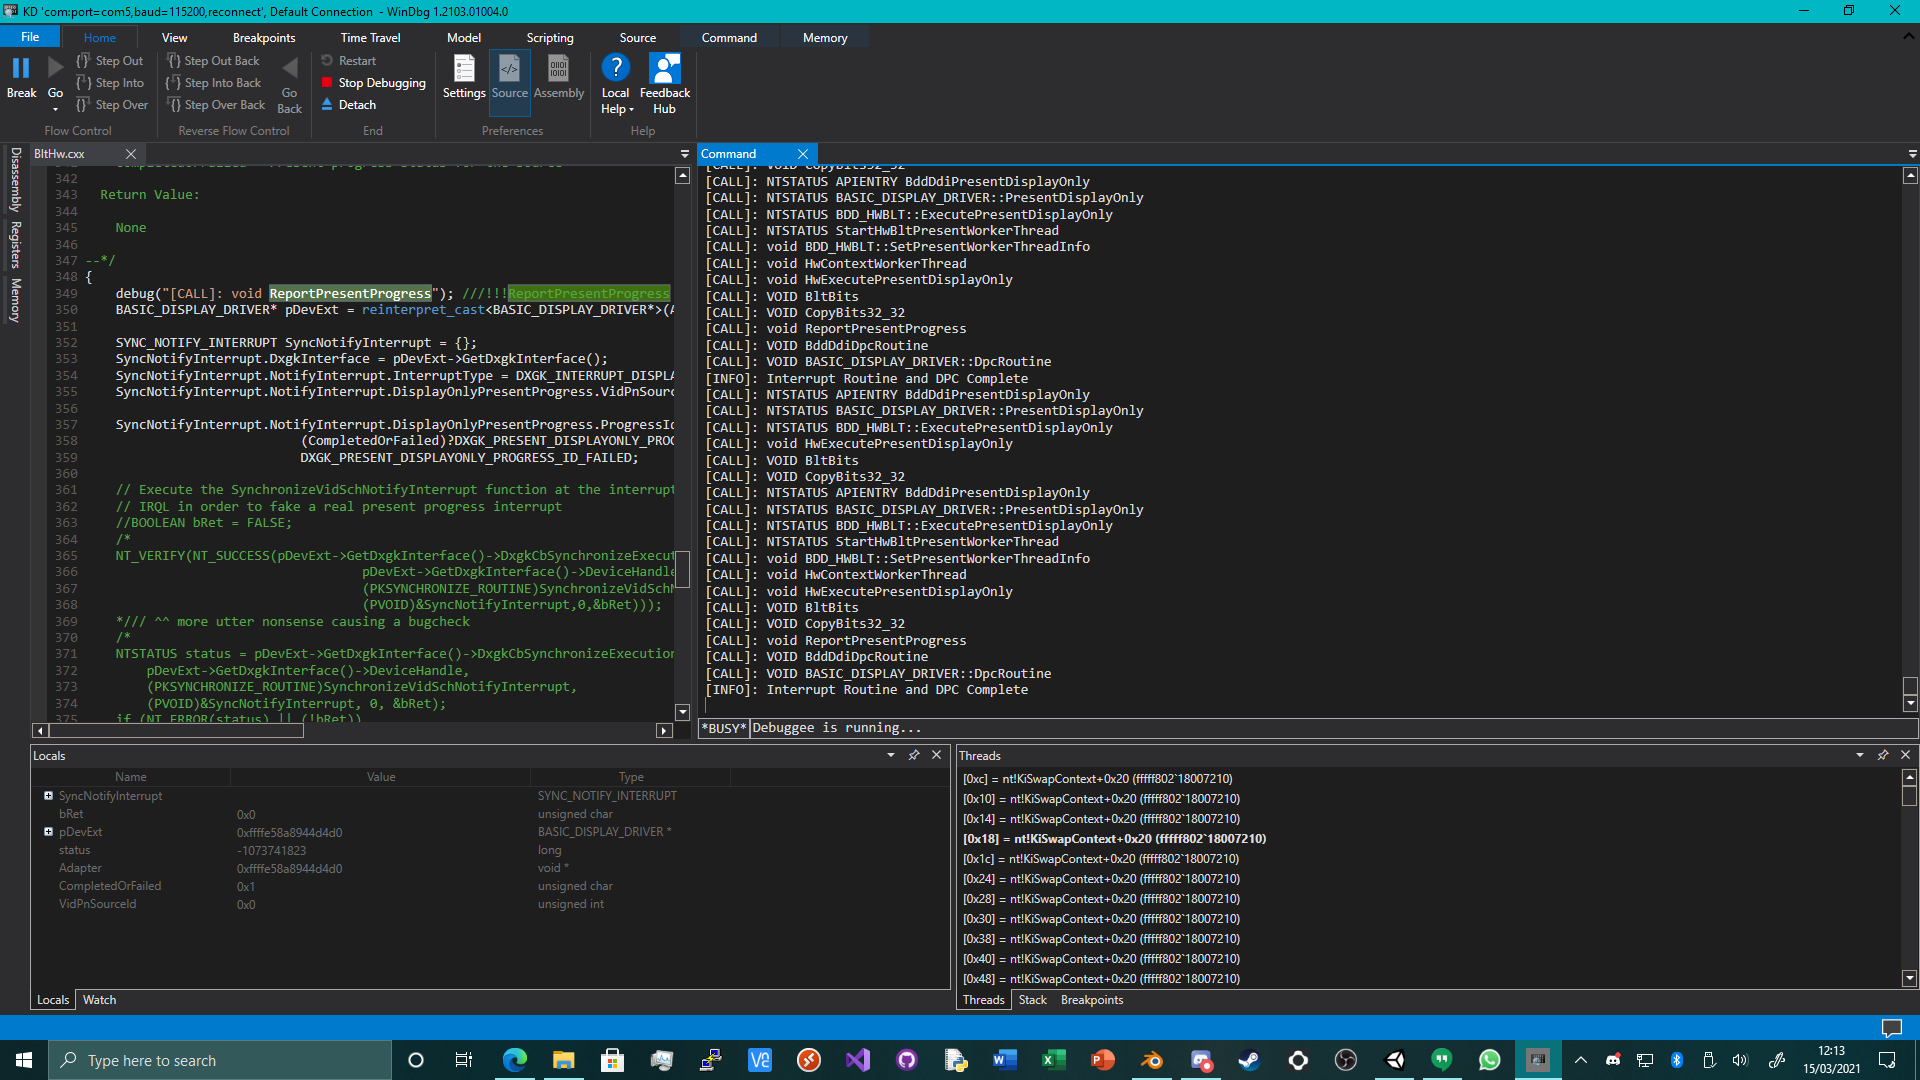 KD 'com:port=com5,baud=115200,reconnect', Default Connection - WinDbg 1.2103.01004.0
File
Home
View
Breakpoints
Time Travel
Model
Scripting
Source
Command
Memory
Break
Go
Step Out
Step Into
Step Over
Flow Control
Step Out Back
Step Into Back
Step Over Back
Go Back
Reverse Flow Control
Restart
Stop Debugging
Detach
End
Settings
Source
Assembly
Preferences
Local Help
Feedback Hub
Help
Disassembly
Registers
Memory
BltHw.cxx
342
343 Return Value:
344
345 None
346
347 --*/
348 {
349 debug("[CALL]: void ReportPresentProgress"); ///!!!ReportPresentProgress
350 BASIC_DISPLAY_DRIVER* pDevExt = reinterpret_cast<BASIC_DISPLAY_DRIVER*>(A
351
352 SYNC_NOTIFY_INTERRUPT SyncNotifyInterrupt = {};
353 SyncNotifyInterrupt.DxgkInterface = pDevExt->GetDxgkInterface();
354 SyncNotifyInterrupt.NotifyInterrupt.InterruptType = DXGK_INTERRUPT_DISPLA
355 SyncNotifyInterrupt.NotifyInterrupt.DisplayOnlyPresentProgress.VidPnSourc
356
357 SyncNotifyInterrupt.NotifyInterrupt.DisplayOnlyPresentProgress.ProgressId
358 (CompletedOrFailed)?DXGK_PRESENT_DISPLAYONLY_PROG
359 DXGK_PRESENT_DISPLAYONLY_PROGRESS_ID_FAILED;
360
361 // Execute the SynchronizeVidSchNotifyInterrupt function at the interrupt
362 // IRQL in order to fake a real present progress interrupt
363 //BOOLEAN bRet = FALSE;
364 /*
365 NT_VERIFY(NT_SUCCESS(pDevExt->GetDxgkInterface()->DxgkCbSynchronizeExecut
366 pDevExt->GetDxgkInterface()->DeviceHandle
367 (PKSYNCHRONIZE_ROUTINE)SynchronizeVidSchN
368 (PVOID)&SyncNotifyInterrupt,0,&bRet)));
369 */// ^^ more utter nonsense causing a bugcheck
370 /*
371 NTSTATUS status = pDevExt->GetDxgkInterface()->DxgkCbSynchronizeExecution
372 pDevExt->GetDxgkInterface()->DeviceHandle,
373 (PKSYNCHRONIZE_ROUTINE)SynchronizeVidSchNotifyInterrupt,
374 (PVOID)&SyncNotifyInterrupt, 0, &bRet);
375 if (NT_ERROR(status) || (!bRet))
Command
[CALL]: VOID CopyBits32_32
[CALL]: NTSTATUS APIENTRY BddDdiPresentDisplayOnly
[CALL]: NTSTATUS BASIC_DISPLAY_DRIVER::PresentDisplayOnly
[CALL]: NTSTATUS BDD_HWBLT::ExecutePresentDisplayOnly
[CALL]: NTSTATUS StartHwBltPresentWorkerThread
[CALL]: void BDD_HWBLT::SetPresentWorkerThreadInfo
[CALL]: void HwContextWorkerThread
[CALL]: void HwExecutePresentDisplayOnly
[CALL]: VOID BltBits
[CALL]: VOID CopyBits32_32
[CALL]: void ReportPresentProgress
[CALL]: VOID BddDdiDpcRoutine
[CALL]: VOID BASIC_DISPLAY_DRIVER::DpcRoutine
[INFO]: Interrupt Routine and DPC Complete
[CALL]: NTSTATUS APIENTRY BddDdiPresentDisplayOnly
[CALL]: NTSTATUS BASIC_DISPLAY_DRIVER::PresentDisplayOnly
[CALL]: NTSTATUS BDD_HWBLT::ExecutePresentDisplayOnly
[CALL]: void HwExecutePresentDisplayOnly
[CALL]: VOID BltBits
[CALL]: VOID CopyBits32_32
[CALL]: NTSTATUS APIENTRY BddDdiPresentDisplayOnly
[CALL]: NTSTATUS BASIC_DISPLAY_DRIVER::PresentDisplayOnly
[CALL]: NTSTATUS BDD_HWBLT::ExecutePresentDisplayOnly
[CALL]: NTSTATUS StartHwBltPresentWorkerThread
[CALL]: void BDD_HWBLT::SetPresentWorkerThreadInfo
[CALL]: void HwContextWorkerThread
[CALL]: void HwExecutePresentDisplayOnly
[CALL]: VOID BltBits
[CALL]: VOID CopyBits32_32
[CALL]: void ReportPresentProgress
[CALL]: VOID BddDdiDpcRoutine
[CALL]: VOID BASIC_DISPLAY_DRIVER::DpcRoutine
[INFO]: Interrupt Routine and DPC Complete
*BUSY* Debuggee is running...
Locals
Name Value Type
SyncNotifyInterrupt SYNC_NOTIFY_INTERRUPT
bRet 0x0 unsigned char
pDevExt 0xffffe58a8944d4d0 BASIC_DISPLAY_DRIVER *
status -1073741823 long
Adapter 0xffffe58a8944d4d0 void *
CompletedOrFailed 0x1 unsigned char
VidPnSourceId 0x0 unsigned int
Locals Watch
Threads
[0xc] = nt!KiSwapContext+0x20 (fffff802`18007210)
[0x10] = nt!KiSwapContext+0x20 (fffff802`18007210)
[0x14] = nt!KiSwapContext+0x20 (fffff802`18007210)
[0x18] = nt!KiSwapContext+0x20 (fffff802`18007210)
[0x1c] = nt!KiSwapContext+0x20 (fffff802`18007210)
[0x24] = nt!KiSwapContext+0x20 (fffff802`18007210)
[0x28] = nt!KiSwapContext+0x20 (fffff802`18007210)
[0x30] = nt!KiSwapContext+0x20 (fffff802`18007210)
[0x38] = nt!KiSwapContext+0x20 (fffff802`18007210)
[0x40] = nt!KiSwapContext+0x20 (fffff802`18007210)
[0x48] = nt!KiSwapContext+0x20 (fffff802`18007210)
Threads Stack Breakpoints
Type here to search
12:13
15/03/2021